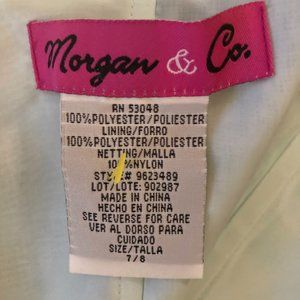 Morgan & Co.
RN 53048
100%POLYESTER/POLIESTER
LINING/FORRO
100%POLYESTER/POLIESTER
NETTING/MALLA
100%NYLON
STYLE# 9623489
LOT/LOTE: 902987
MADE IN CHINA
HECHO EN CHINA
SEE REVERSE FOR CARE
VER AL DORSO PARA
CUIDADO
SIZE/TALLA
7/8